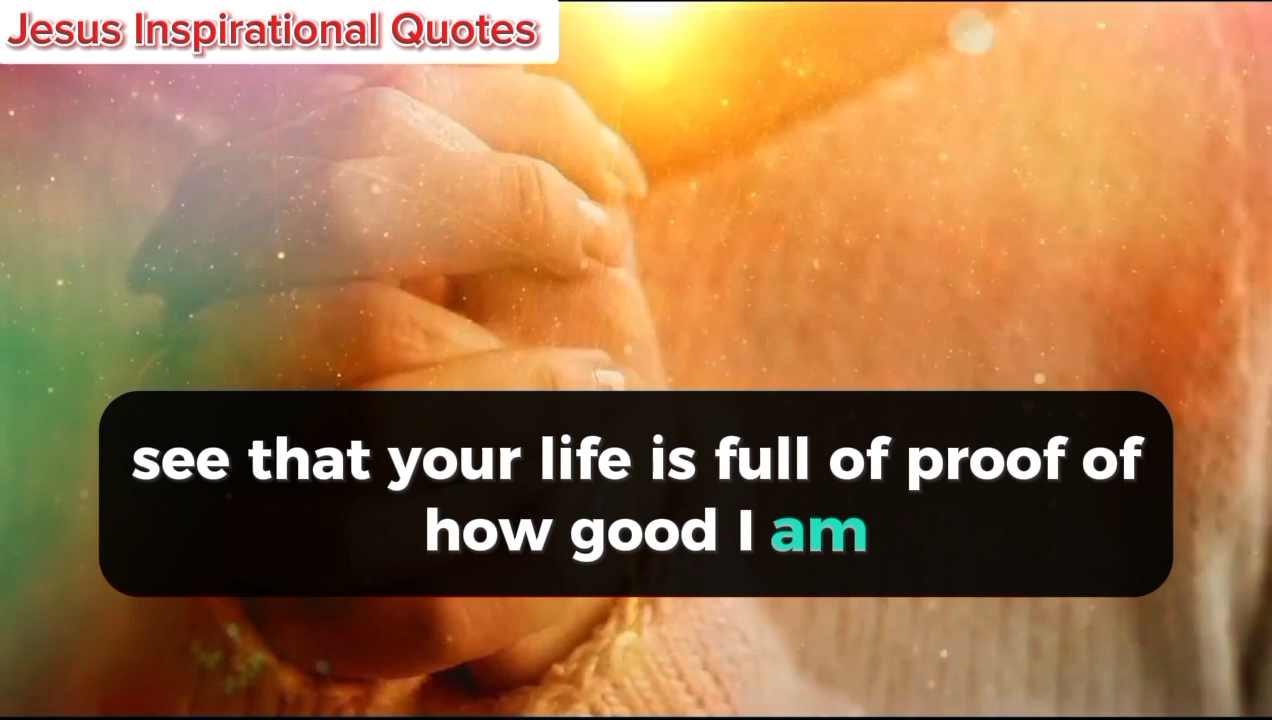 Jesus Inspirational Quotes
see that your life is full of proof of
how good I am